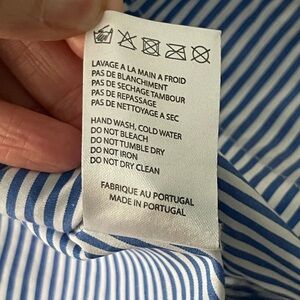 LAVAGE A LA MAIN A FROID
PAS DE BLANCHIMENT
PAS DE SECHAGE TAMBOUR
PAS DE REPASSAGE
PAS DE NETTOYAGE A SEC
HAND WASH, COLD WATER
DO NOT BLEACH
DO NOT TUMBLE DRY
DO NOT IRON
DO NOT DRY CLEAN
FABRIQUE AU PORTUGAL
MADE IN PORTUGAL